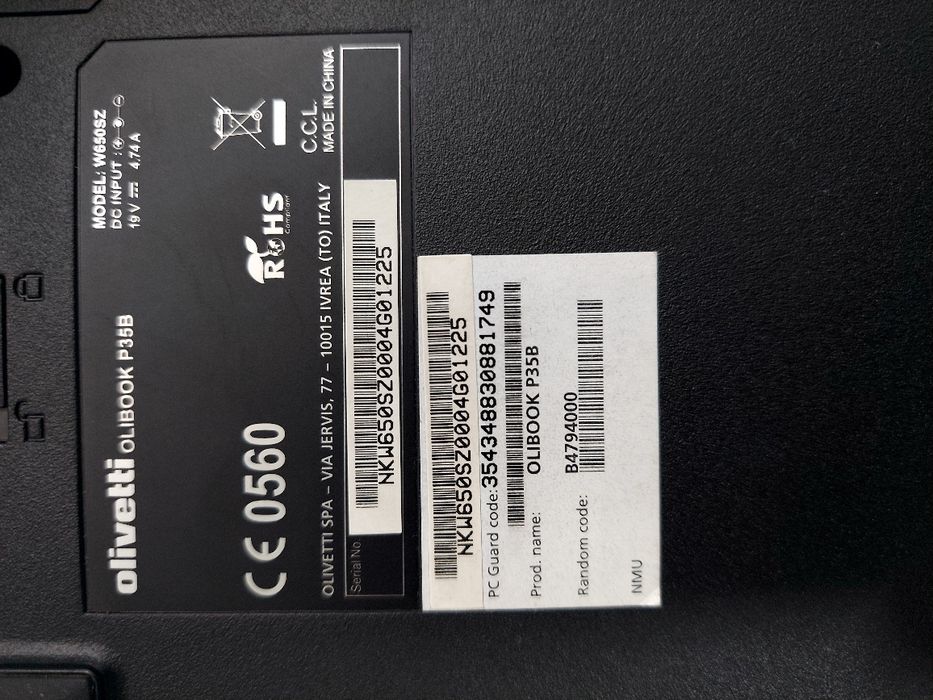 olivetti OLIBOOK P35B
MODEL: W650SZ
DC INPUT :
19 V 4.74 A
CE 0560
RoHS
Compliant
C.C.L.
OLIVETTI SPA – VIA JERVIS, 77 – 10015 IVREA (TO) ITALY
MADE IN CHINA
Serial No.
NKW650SZ0004G01225
NKW650SZ0004G01225
PC Guard code: 354348830881749
Prod. name: OLIBOOK P35B
Random code: B4794000
NMU